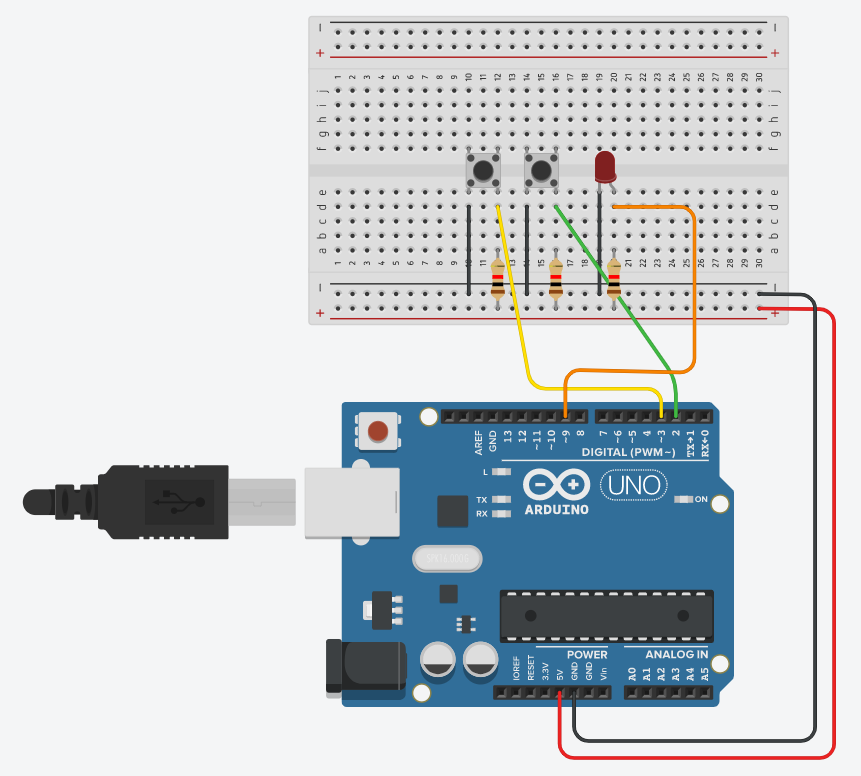 − −
+ +
1 2 3 4 5 6 7 8 9 10 11 12 13 14 15 16 17 18 19 20 21 22 23 24 25 26 27 28 29 30
j j
i i
h h
g g
f f
e e
d d
c c
b b
a a
1 2 3 4 5 6 7 8 9 10 11 12 13 14 15 16 17 18 19 20 21 22 23 24 25 26 27 28 29 30
− −
+ +
AREF GND 13 12 ~11 ~10 ~9 8 7 ~6 ~5 4 ~3 2 TX→1 RX←0
DIGITAL (PWM~)
L
TX
RX
ARDUINO
UNO
ON
POWER ANALOG IN
IOREF RESET 3.3V 5V GND GND Vin A0 A1 A2 A3 A4 A5